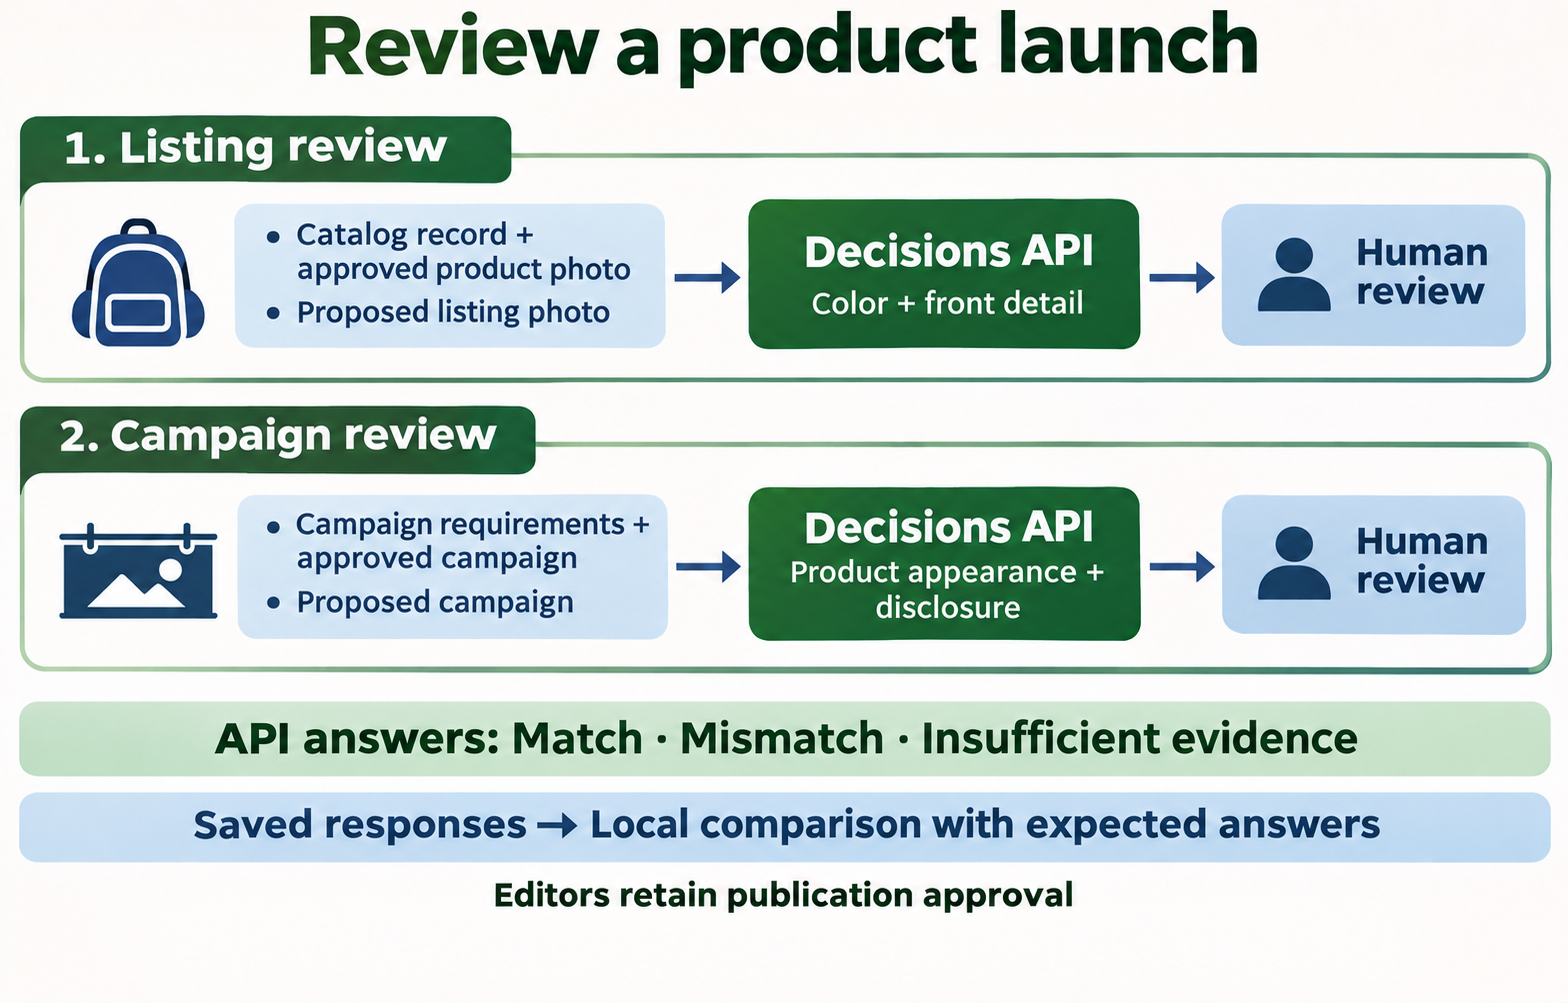 Review a product launch
1. Listing review
• Catalog record +
approved product photo
• Proposed listing photo
Decisions API
Color + front detail
Human
review
2. Campaign review
• Campaign requirements +
approved campaign
• Proposed campaign
Decisions API
Product appearance +
disclosure
Human
review
API answers: Match · Mismatch · Insufficient evidence
Saved responses → Local comparison with expected answers
Editors retain publication approval